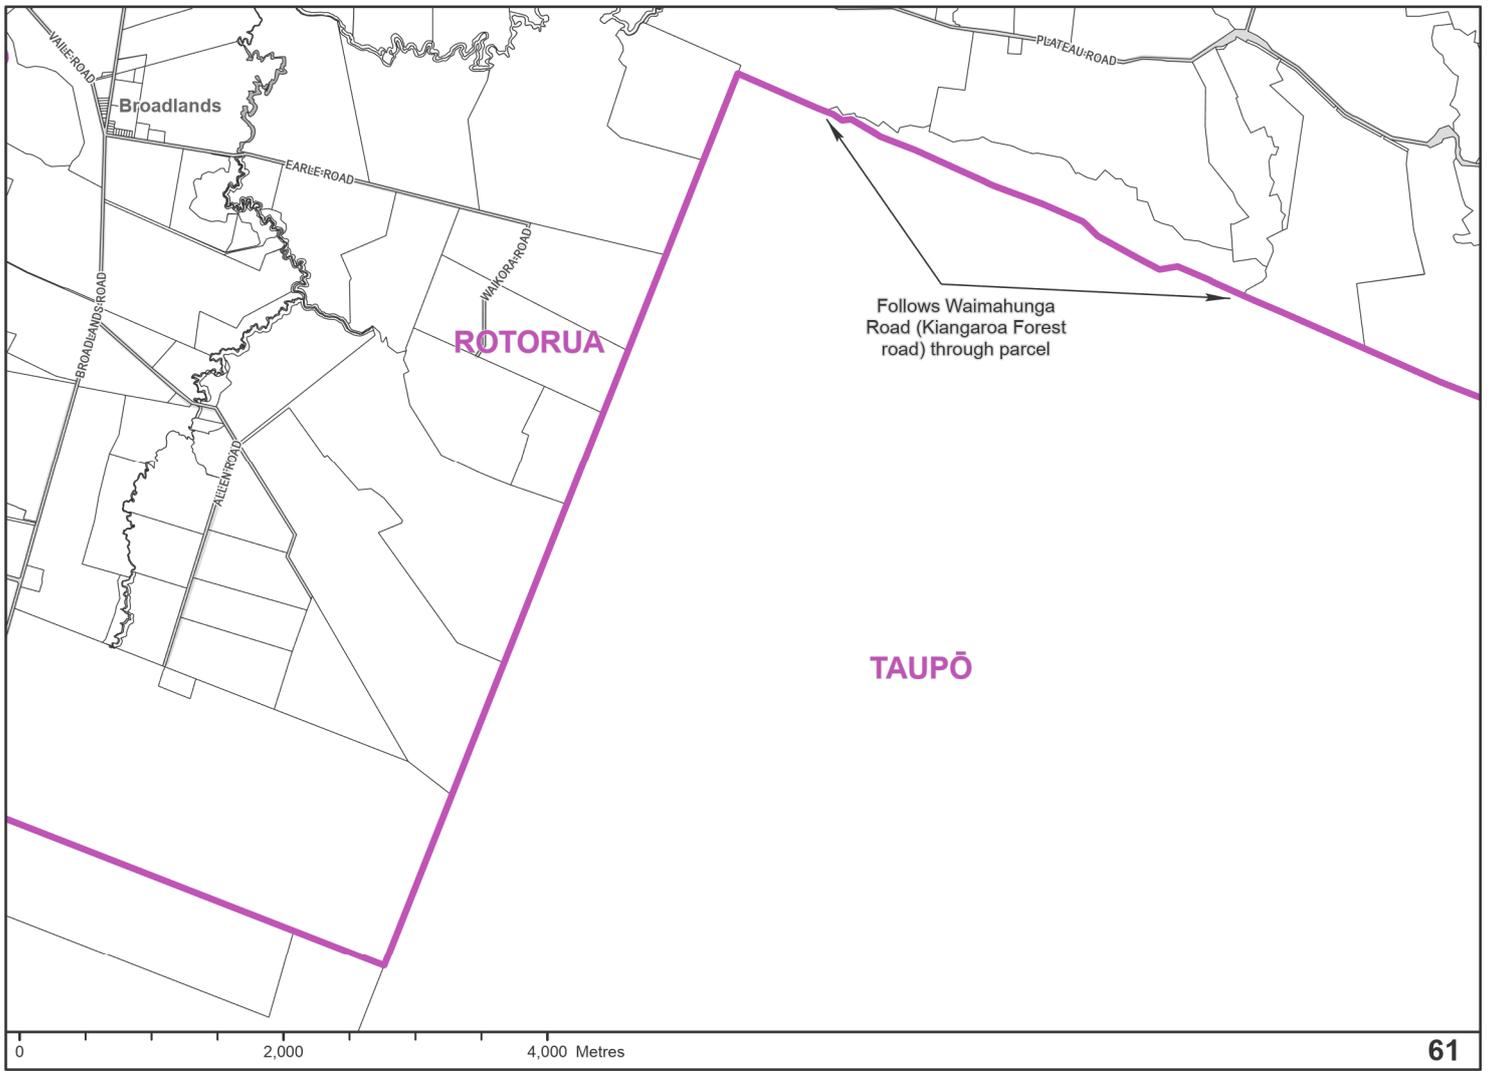 VAILE ROAD
PLATEAU ROAD
Broadlands
EARLE ROAD
WAIKORA ROAD
BROADLANDS ROAD
Follows Waimahunga
Road (Kiangaroa Forest
road) through parcel
ROTORUA
ALLEN ROAD
TAUPŌ
0 2,000 4,000 Metres
61